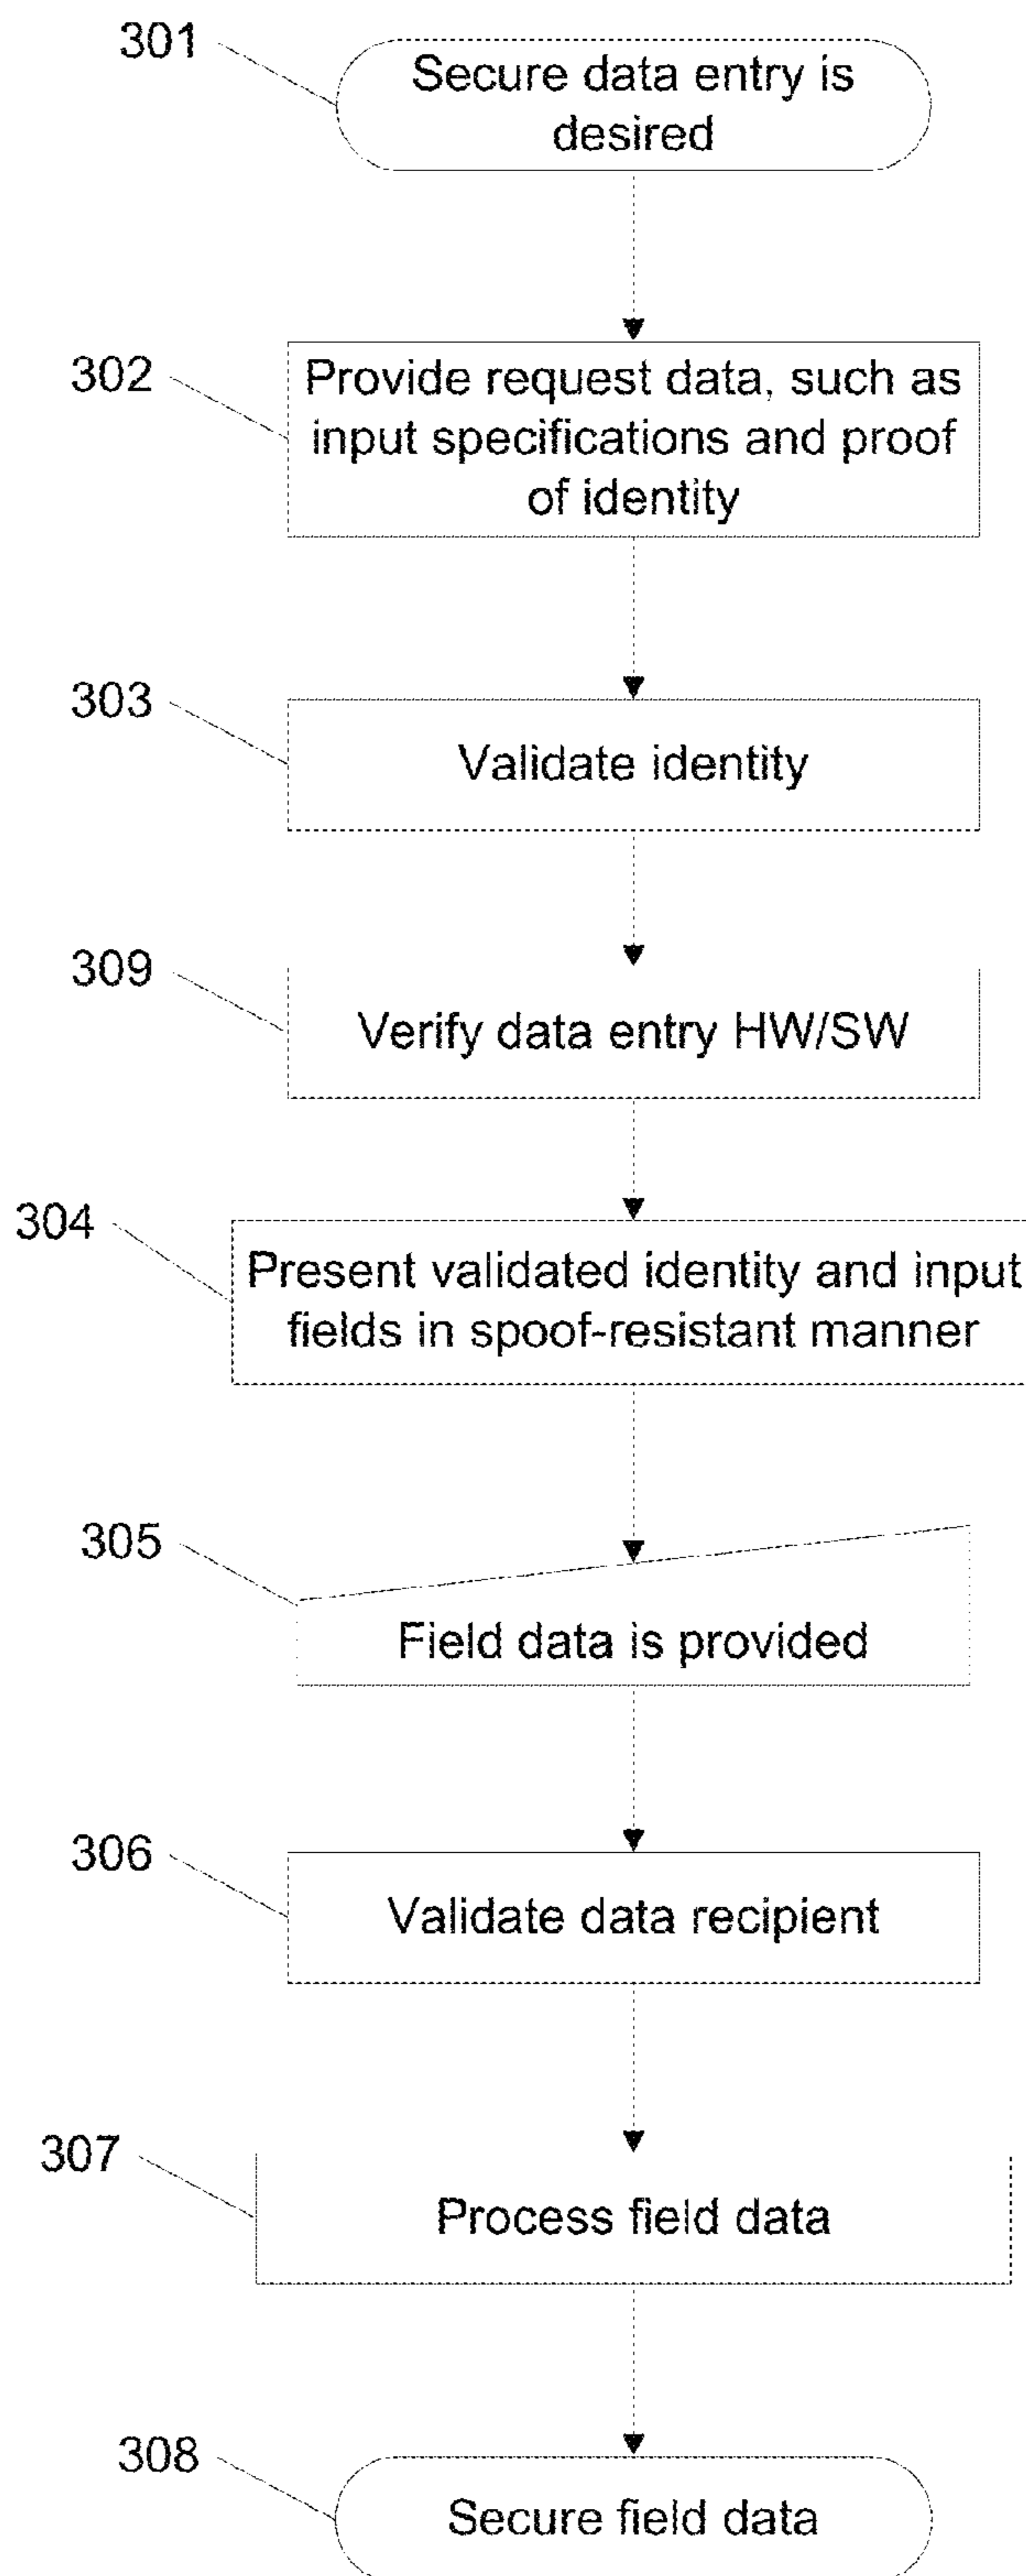 301
Secure data entry is
desired
302
Provide request data, such as
input specifications and proof
of identity
303
Validate identity
309
Verify data entry HW/SW
304
Present validated identity and input
fields in spoof-resistant manner
305
Field data is provided
306
Validate data recipient
307
Process field data
308
Secure field data